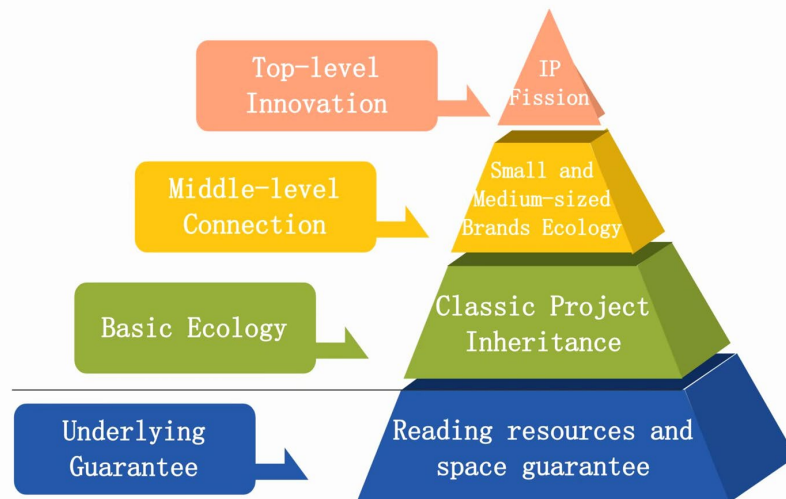 Top-level
Innovation
IP
Fission
Middle-level
Connection
Small and
Medium-sized
Brands Ecology
Basic Ecology
Classic Project
Inheritance
Underlying
Guarantee
Reading resources and
space guarantee